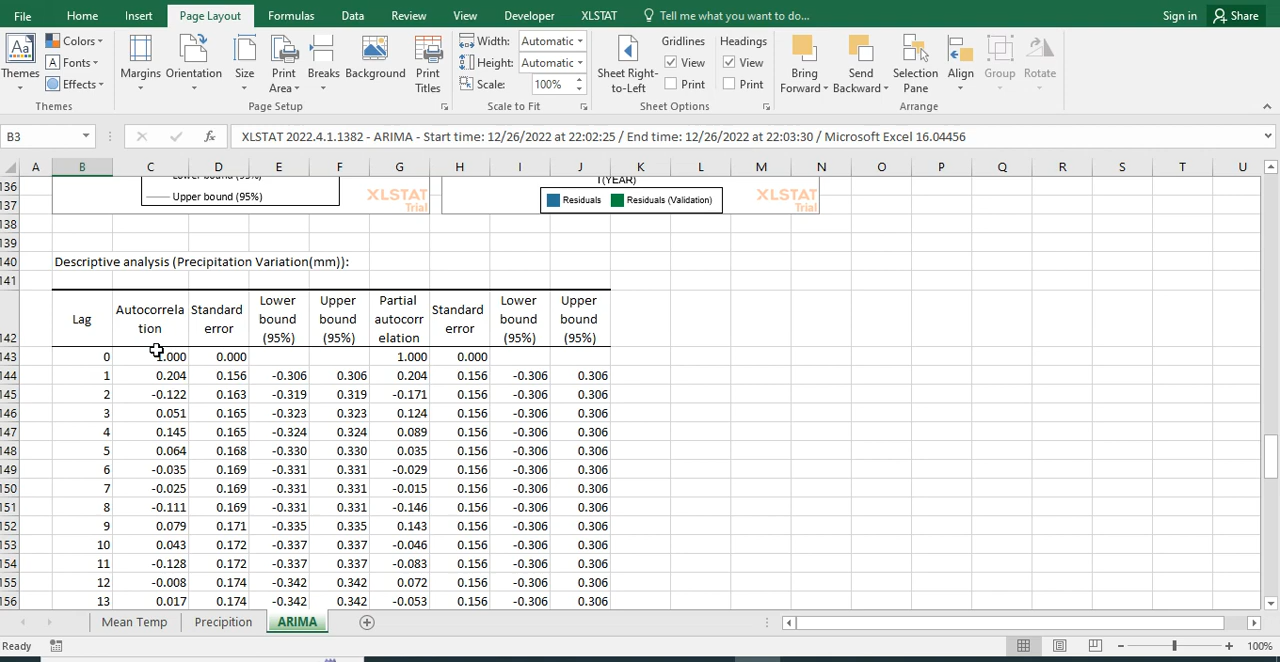 File Home Insert Page Layout Formulas Data Review View Developer XLSTAT Tell me what you want to do... Sign in Share
Aa Themes
Colors
Fonts
Effects
Themes
Margins Orientation Size Print Area Breaks Background Print Titles
Page Setup
Width: Automatic
Height: Automatic
Scale: 100%
Scale to Fit
Sheet Right-to-Left
Gridlines Headings
View View
Print Print
Sheet Options
Bring Forward Send Backward Selection Pane Align Group Rotate
Arrange
B3 fx XLSTAT 2022.4.1.1382 - ARIMA - Start time: 12/26/2022 at 22:02:25 / End time: 12/26/2022 at 22:03:30 / Microsoft Excel 16.04456
A B C D E F G H I J K L M N O P Q R S T U
136 Lower bound (95%) T(YEAR)
137 Upper bound (95%) XLSTAT Trial Residuals Residuals (Validation) XLSTAT Trial
138
139
140 Descriptive analysis (Precipitation Variation(mm)):
141
142 Lag Autocorrelation Standard error Lower bound (95%) Upper bound (95%) Partial autocorrelation Standard error Lower bound (95%) Upper bound (95%)
143 0 1.000 0.000 1.000 0.000
144 1 0.204 0.156 -0.306 0.306 0.204 0.156 -0.306 0.306
145 2 -0.122 0.163 -0.319 0.319 -0.171 0.156 -0.306 0.306
146 3 0.051 0.165 -0.323 0.323 0.124 0.156 -0.306 0.306
147 4 0.145 0.165 -0.324 0.324 0.089 0.156 -0.306 0.306
148 5 0.064 0.168 -0.330 0.330 0.035 0.156 -0.306 0.306
149 6 -0.035 0.169 -0.331 0.331 -0.029 0.156 -0.306 0.306
150 7 -0.025 0.169 -0.331 0.331 -0.015 0.156 -0.306 0.306
151 8 -0.111 0.169 -0.331 0.331 -0.146 0.156 -0.306 0.306
152 9 0.079 0.171 -0.335 0.335 0.143 0.156 -0.306 0.306
153 10 0.043 0.172 -0.337 0.337 -0.046 0.156 -0.306 0.306
154 11 -0.128 0.172 -0.337 0.337 -0.083 0.156 -0.306 0.306
155 12 -0.008 0.174 -0.342 0.342 0.072 0.156 -0.306 0.306
156 13 0.017 0.174 -0.342 0.342 -0.053 0.156 -0.306 0.306
Mean Temp Precipition ARIMA
Ready 100%